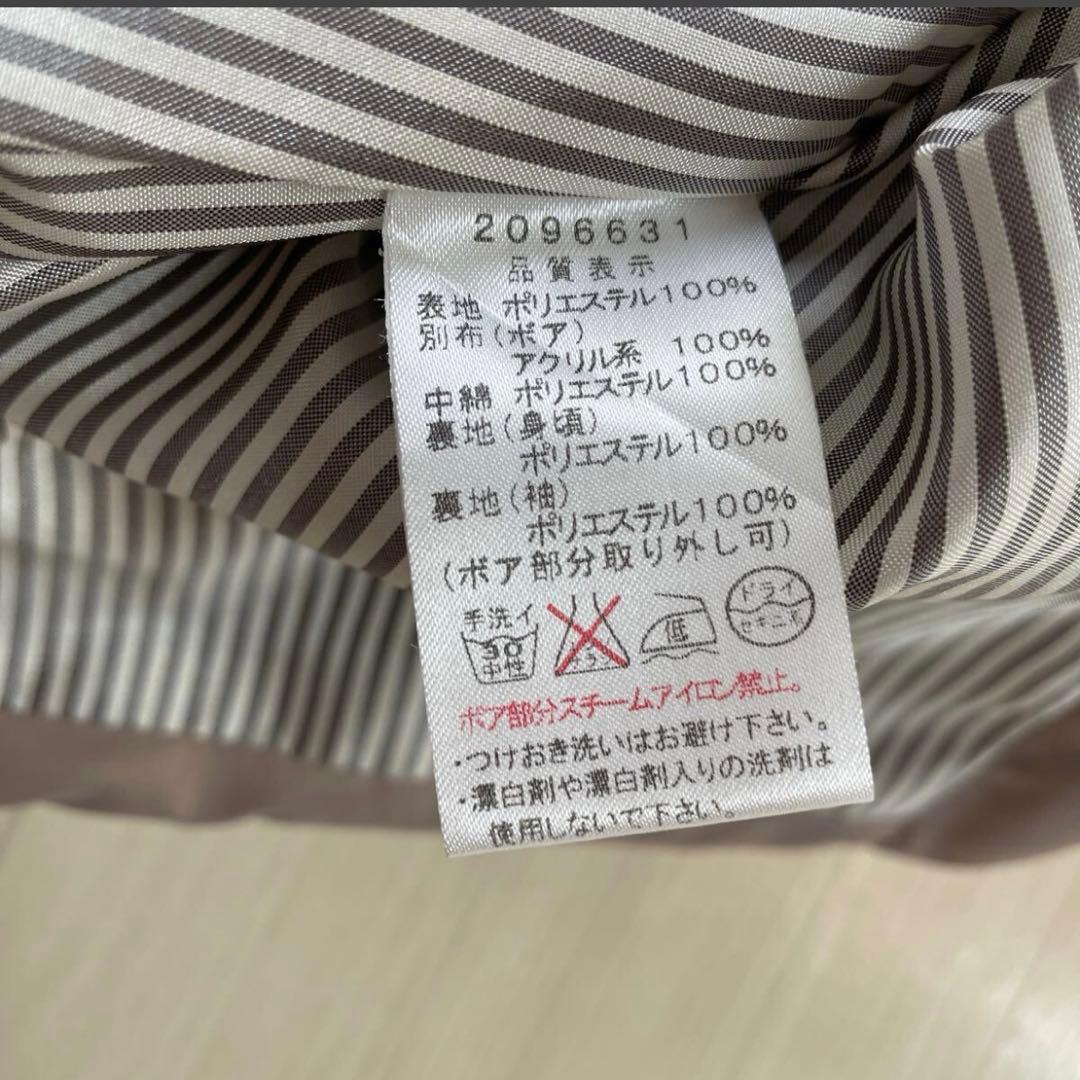 2096631
品質表示
表地 ポリエステル100%
別布(ボア)
アクリル系 100%
中綿 ポリエステル100%
裏地(身頃)
ポリエステル100%
裏地(袖)
ポリエステル100%
(ボア部分取り外し可)
手洗イ
30
中性
低
ドライ
セキユ系
ボア部分スチームアイロン禁止。
・つけおき洗いはお避け下さい。
・漂白剤や漂白剤入りの洗剤は
使用しないで下さい。